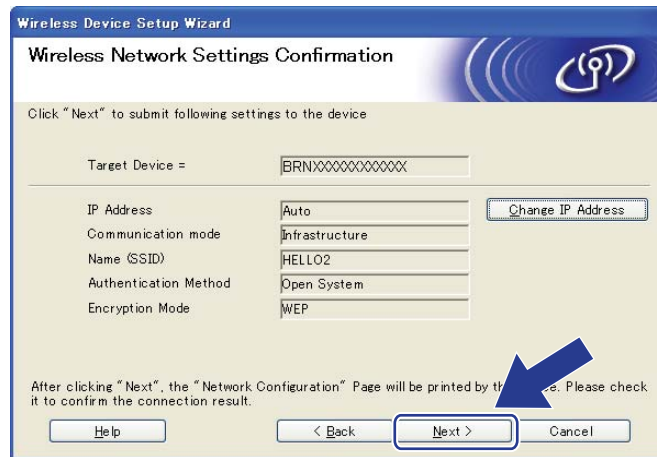 Wireless Device Setup Wizard
Wireless Network Settings Confirmation
Click "Next" to submit following settings to the device
Target Device = BRNXXXXXXXXXXXX
IP Address Auto Change IP Address
Communication mode Infrastructure
Name (SSID) HELLO2
Authentication Method Open System
Encryption Mode WEP
After clicking "Next", the "Network Configuration" Page will be printed by Please check
it to confirm the connection result.
Help < Back Next > Cancel